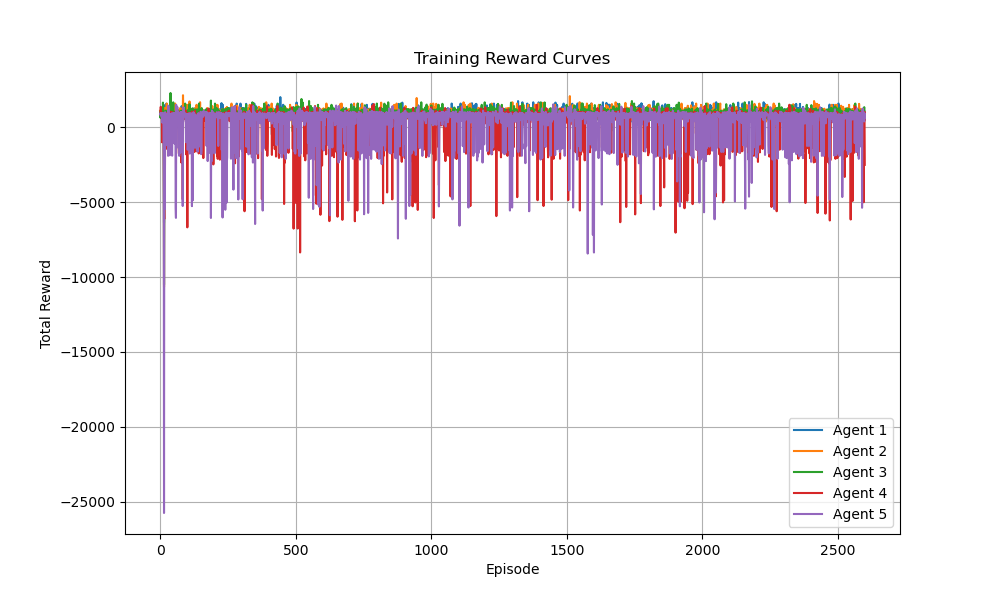 Training Reward Curves
Total Reward
0
−5000
−10000
−15000
−20000
−25000
0 500 1000 1500 2000 2500
Episode
Agent 1
Agent 2
Agent 3
Agent 4
Agent 5